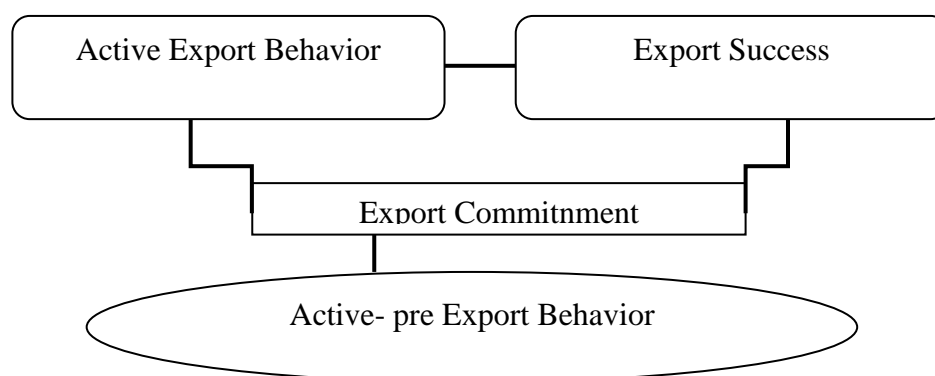 Active Export Behavior
Export Success
Export Commitnment
Active- pre Export Behavior